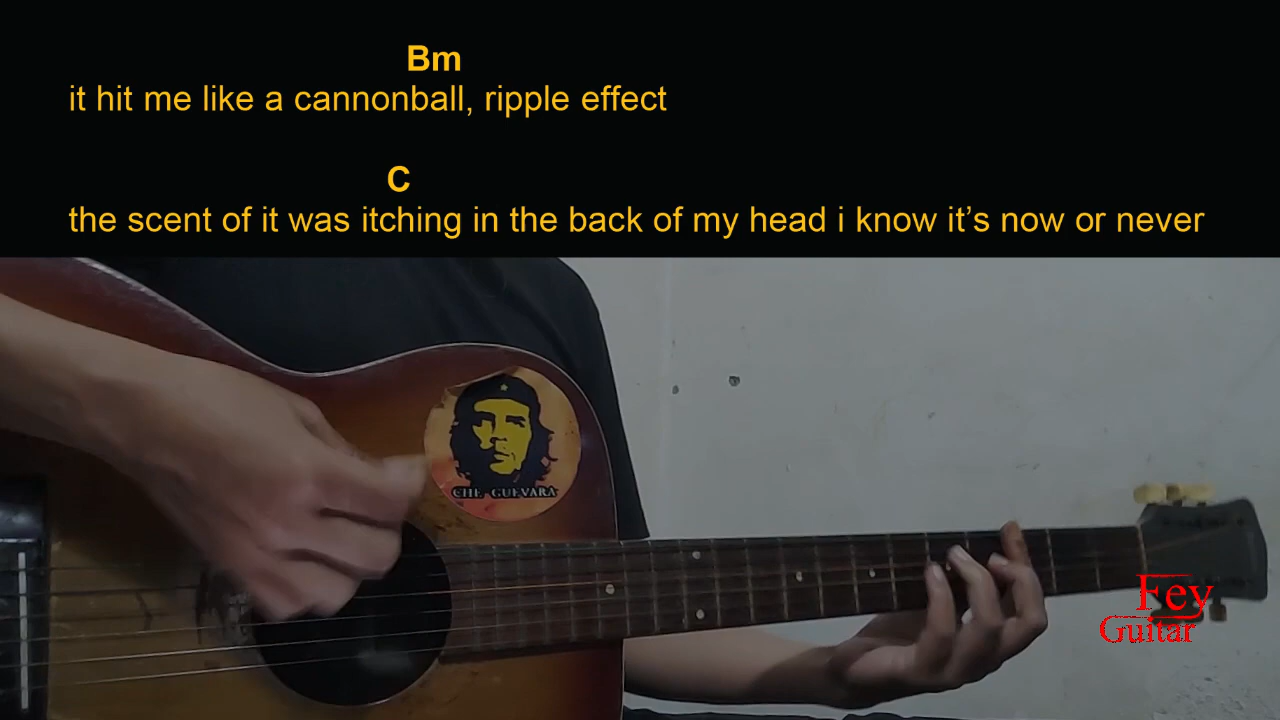 Bm
it hit me like a cannonball, ripple effect
C
the scent of it was itching in the back of my head i know it’s now or never
CHE GUEVARA
Fey
Guitar